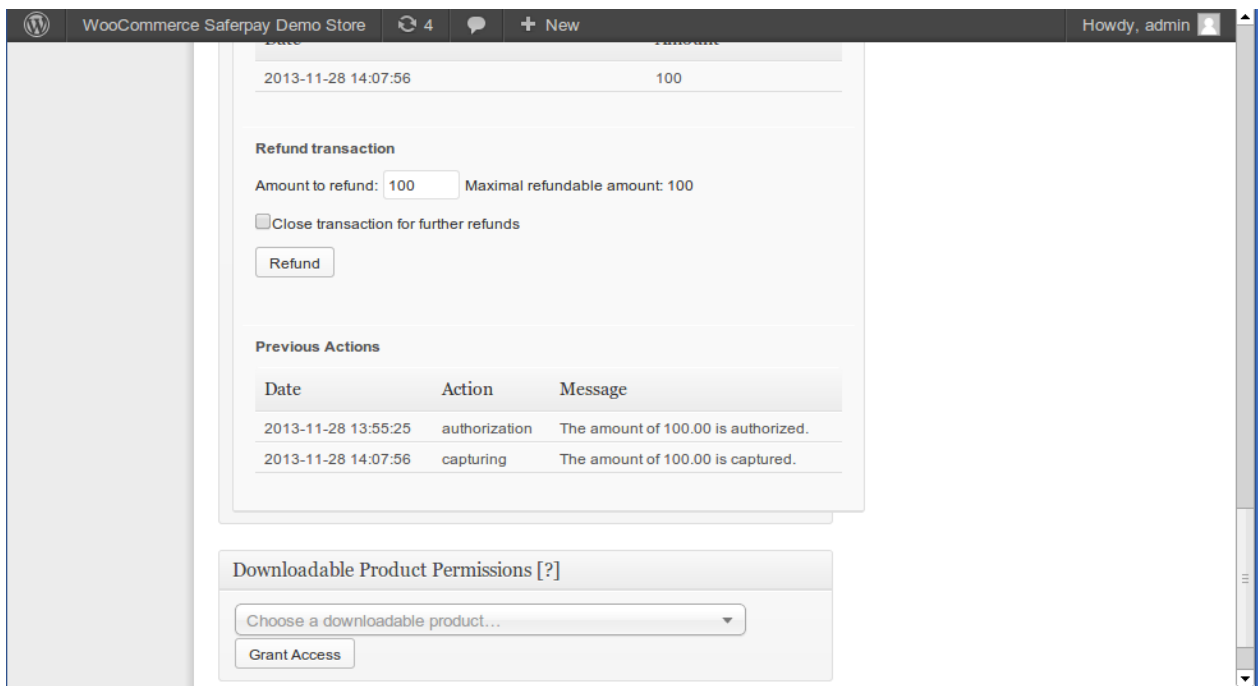 WooCommerce Saferpay Demo Store 4 + New Howdy, admin
Date Amount
2013-11-28 14:07:56 100
Refund transaction
Amount to refund: 100 Maximal refundable amount: 100
Close transaction for further refunds
Refund
Previous Actions
Date Action Message
2013-11-28 13:55:25 authorization The amount of 100.00 is authorized.
2013-11-28 14:07:56 capturing The amount of 100.00 is captured.
Downloadable Product Permissions [?]
Choose a downloadable product…
Grant Access